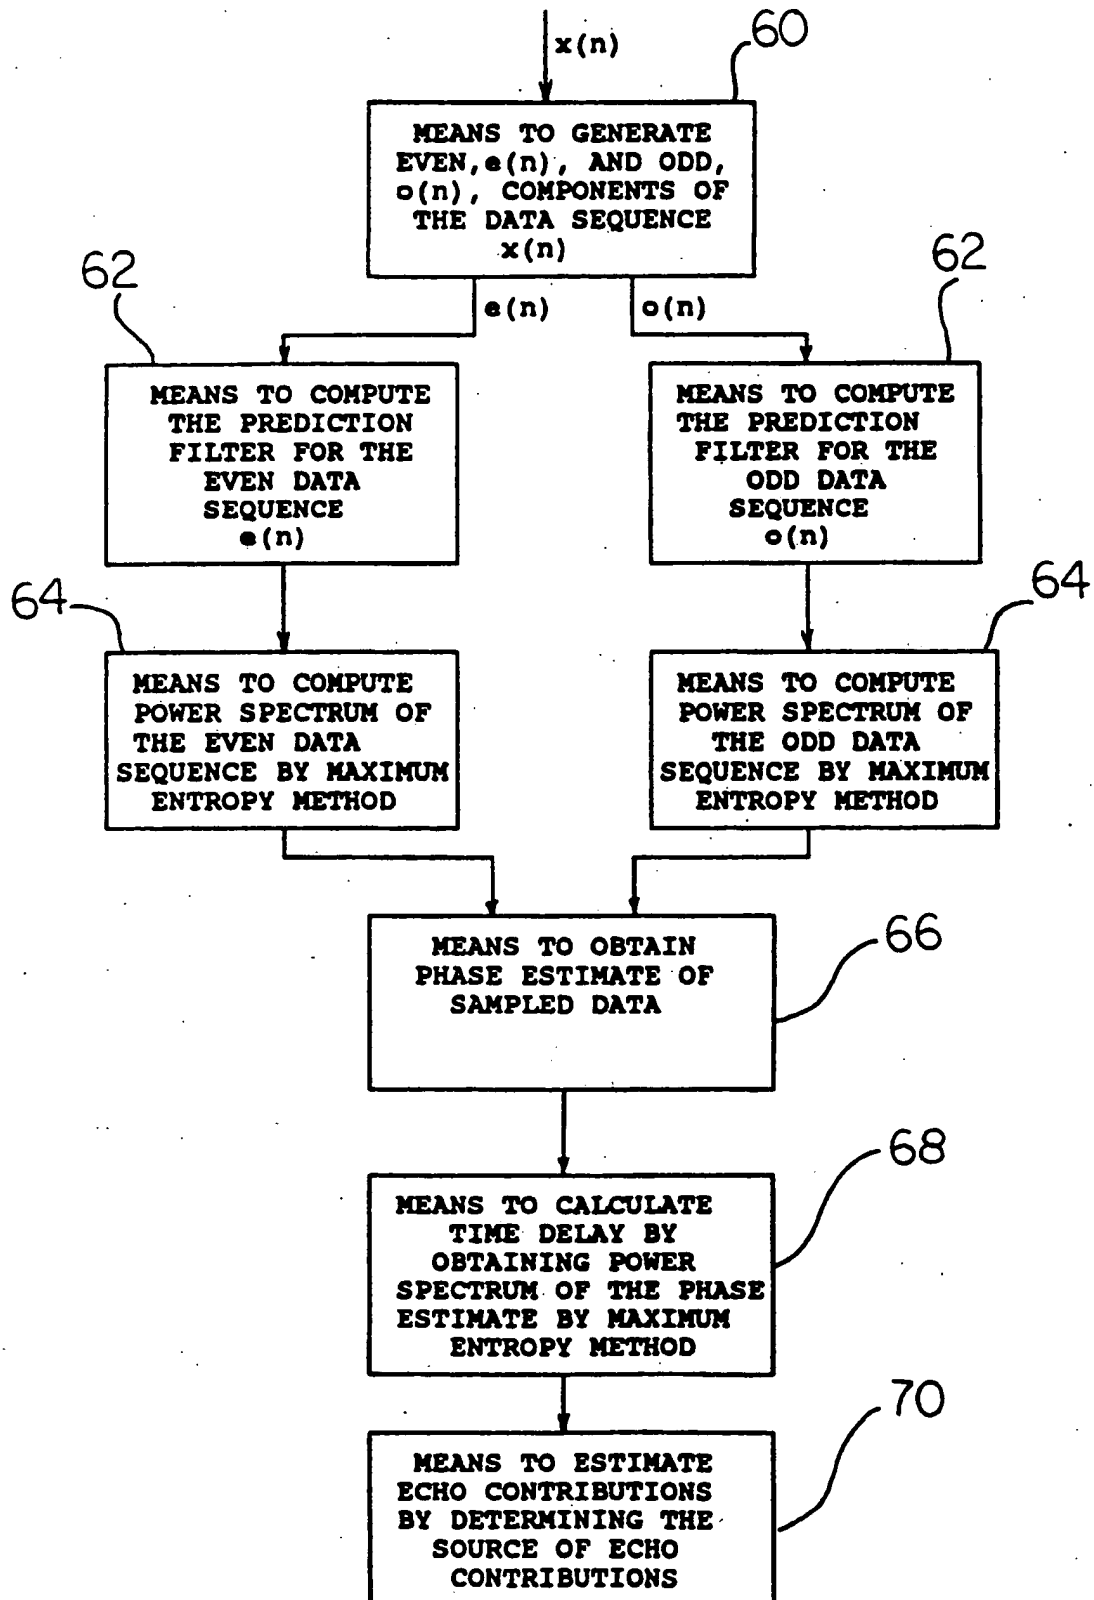 x(n)
60
MEANS TO GENERATE
EVEN, e(n), AND ODD,
o(n), COMPONENTS OF
THE DATA SEQUENCE
x(n)
62
e(n)
o(n)
62
MEANS TO COMPUTE
THE PREDICTION
FILTER FOR THE
EVEN DATA
SEQUENCE
e(n)
MEANS TO COMPUTE
THE PREDICTION
FILTER FOR THE
ODD DATA
SEQUENCE
o(n)
64
64
MEANS TO COMPUTE
POWER SPECTRUM OF
THE EVEN DATA
SEQUENCE BY MAXIMUM
ENTROPY METHOD
MEANS TO COMPUTE
POWER SPECTRUM OF
THE ODD DATA
SEQUENCE BY MAXIMUM
ENTROPY METHOD
66
MEANS TO OBTAIN
PHASE ESTIMATE OF
SAMPLED DATA
68
MEANS TO CALCULATE
TIME DELAY BY
OBTAINING POWER
SPECTRUM OF THE PHASE
ESTIMATE BY MAXIMUM
ENTROPY METHOD
70
MEANS TO ESTIMATE
ECHO CONTRIBUTIONS
BY DETERMINING THE
SOURCE OF ECHO
CONTRIBUTIONS